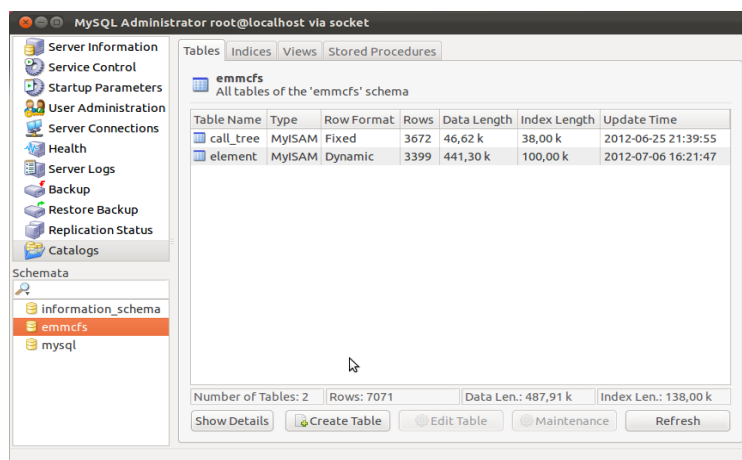 MySQL Administrator root@localhost via socket
Server Information
Service Control
Startup Parameters
User Administration
Server Connections
Health
Server Logs
Backup
Restore Backup
Replication Status
Catalogs
Schemata
information_schema
emmcfs
mysql
Tables Indices Views Stored Procedures
emmcfs
All tables of the 'emmcfs' schema
Table Name Type Row Format Rows Data Length Index Length Update Time
call_tree MyISAM Fixed 3672 46,62 k 38,00 k 2012-06-25 21:39:55
element MyISAM Dynamic 3399 441,30 k 100,00 k 2012-07-06 16:21:47
Number of Tables: 2 Rows: 7071 Data Len.: 487,91 k Index Len.: 138,00 k
Show Details Create Table Edit Table Maintenance Refresh